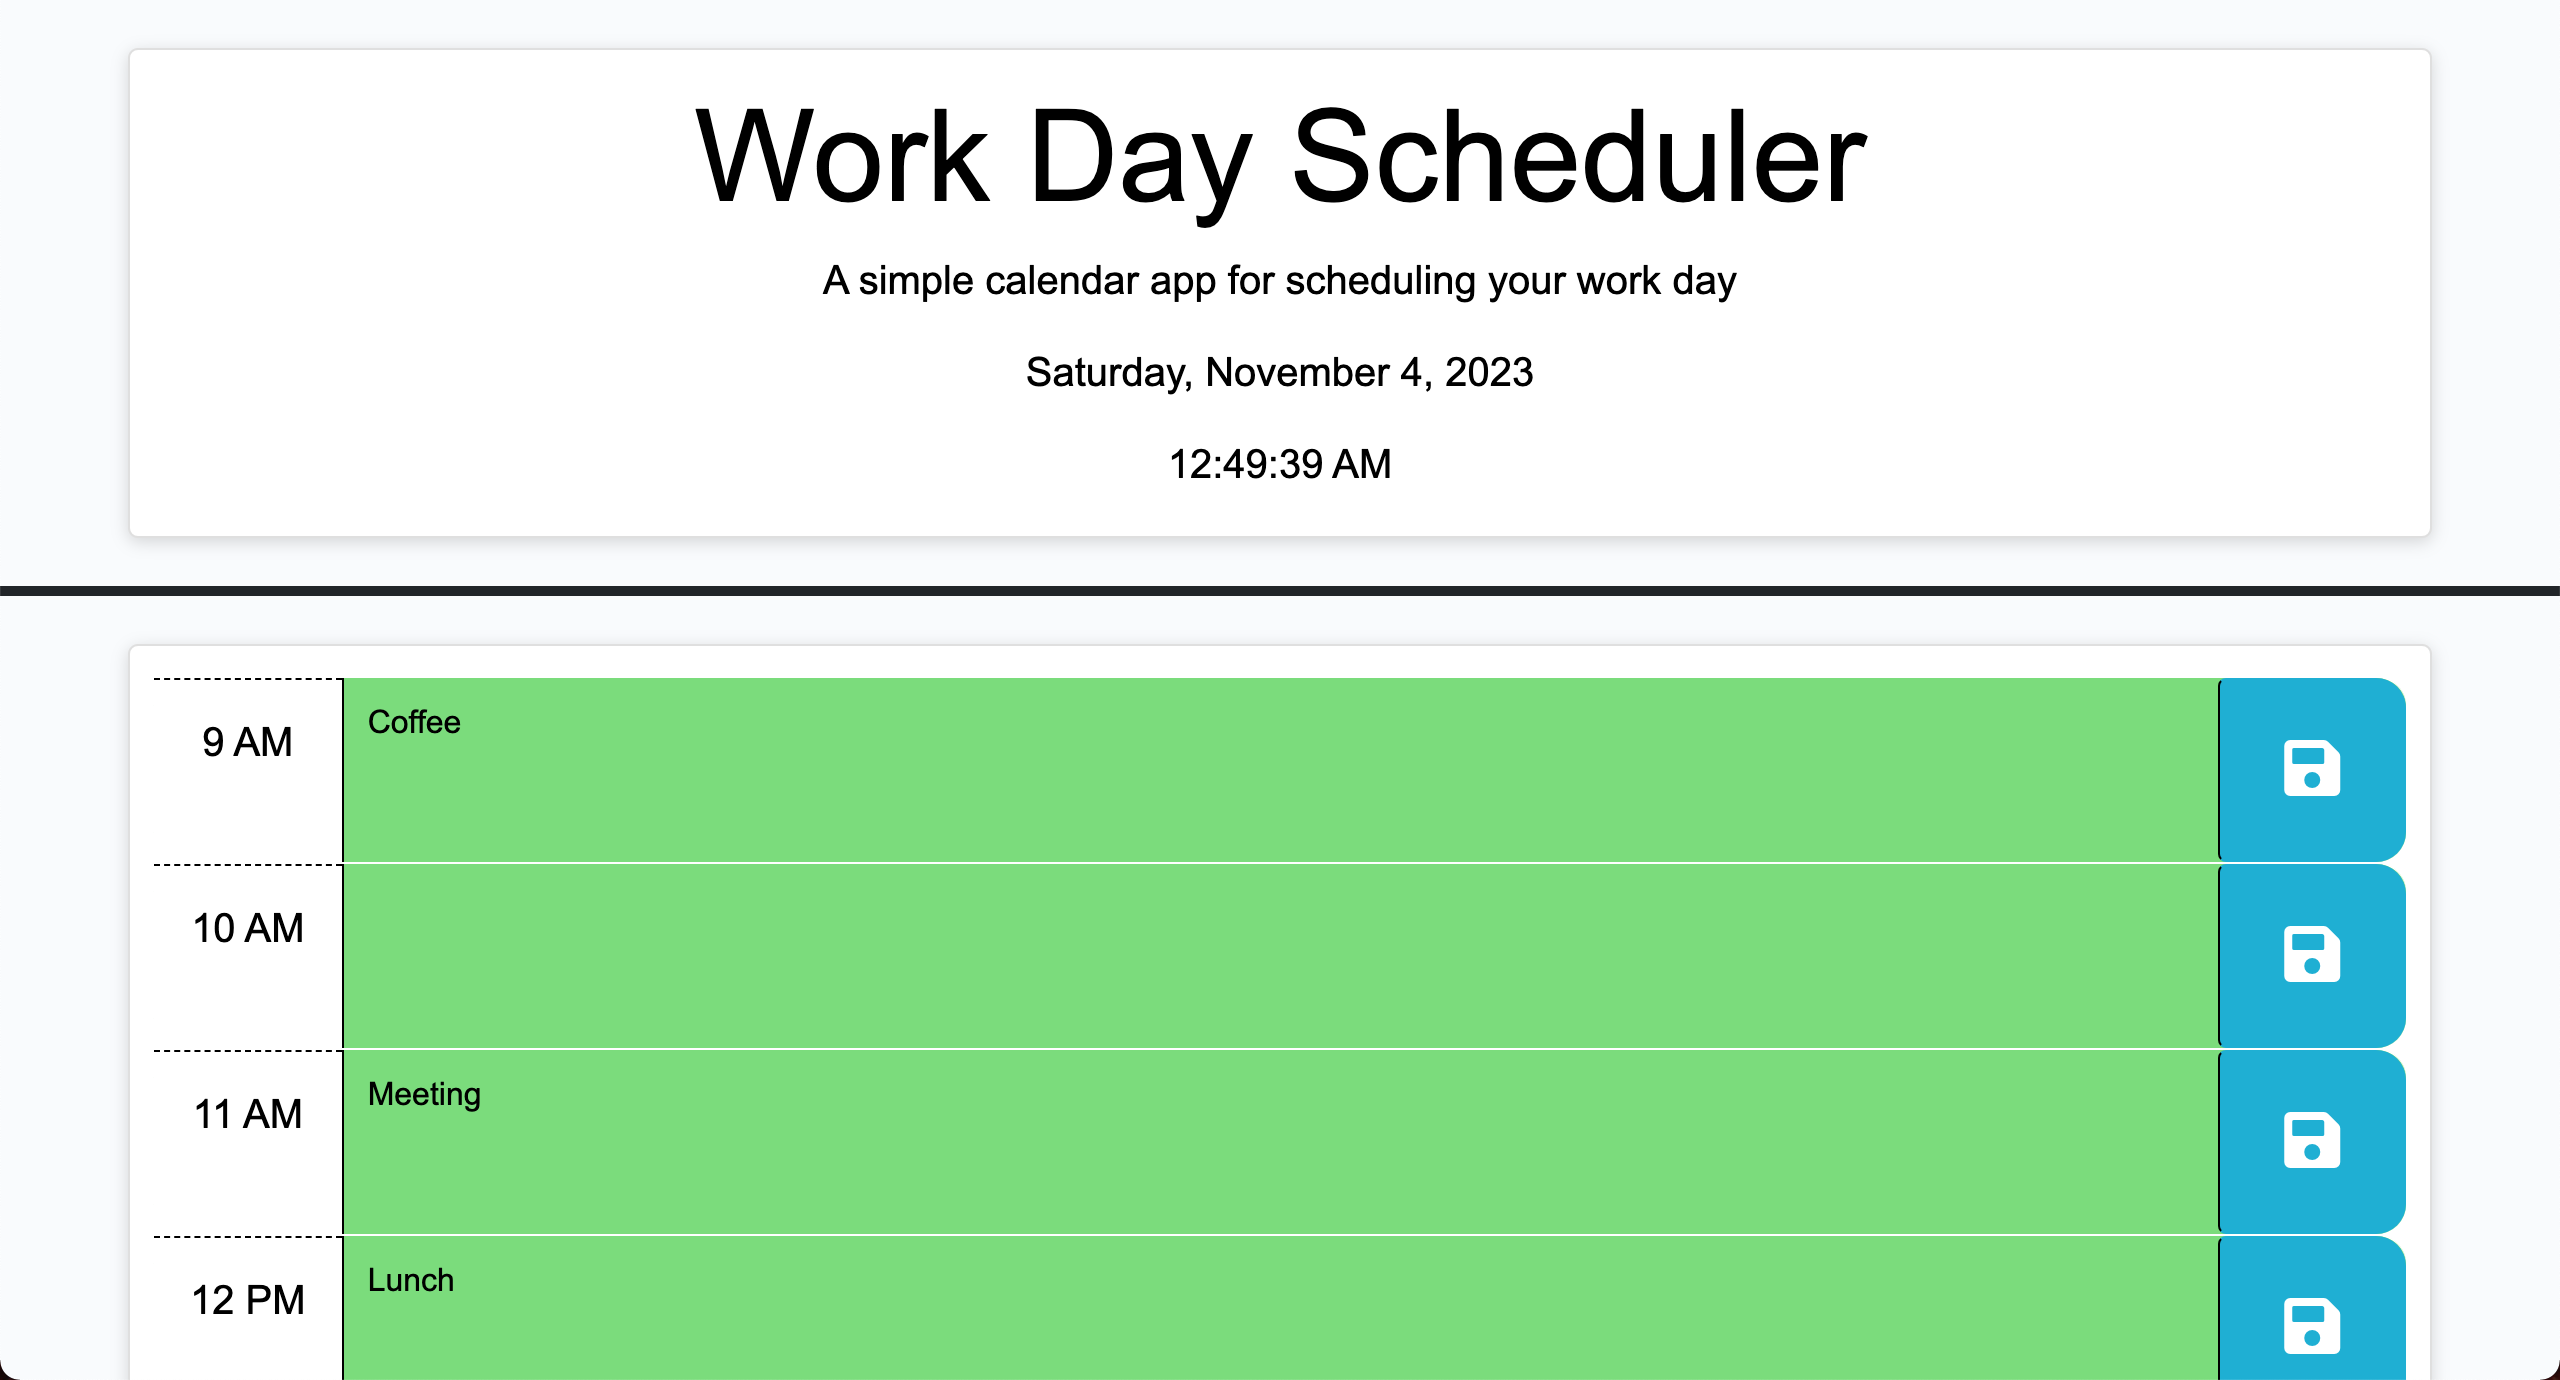 Work Day Scheduler
A simple calendar app for scheduling your work day
Saturday, November 4, 2023
12:49:39 AM
9 AM
Coffee
10 AM
11 AM
Meeting
12 PM
Lunch